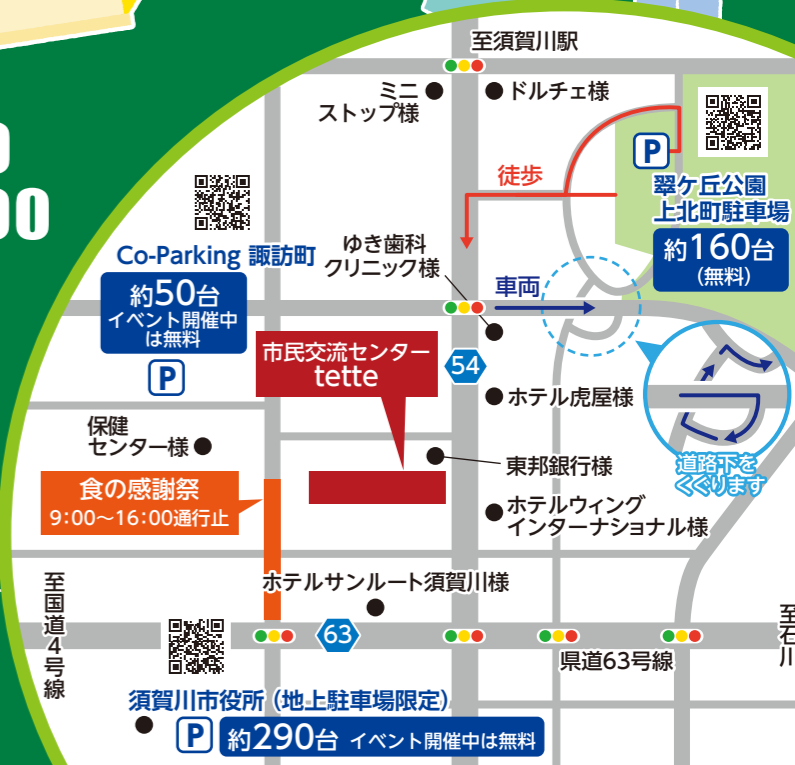 至須賀川駅
ミニ
ストップ様
ドルチェ様
P
徒歩
翠ケ丘公園
上北町駐車場
約160台
(無料)
00
Co-Parking 諏訪町
約50台
イベント開催中
は無料
P
ゆき歯科
クリニック様
車両
市民交流センター
tette
54
ホテル虎屋様
道路下を
くぐります
保健
センター様
東邦銀行様
食の感謝祭
9:00～16:00通行止
ホテルウィング
インターナショナル様
ホテルサンルート須賀川様
至国道4号線
63
県道63号線
至石川
須賀川市役所（地上駐車場限定）
P
約290台 イベント開催中は無料